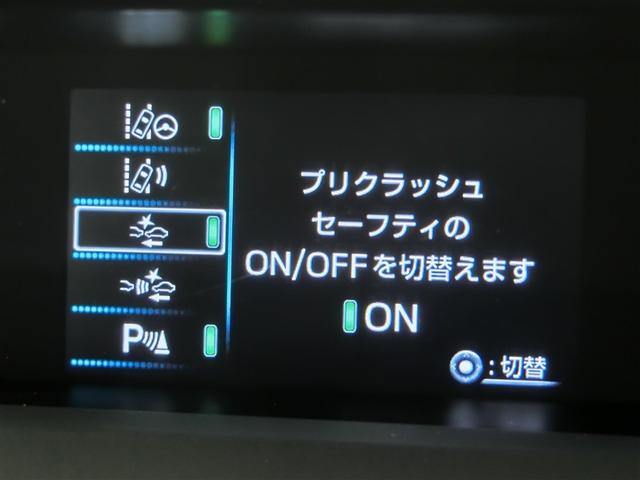 プリクラッシュ
セーフティの
ON/OFFを切替えます
ON
:切替
P